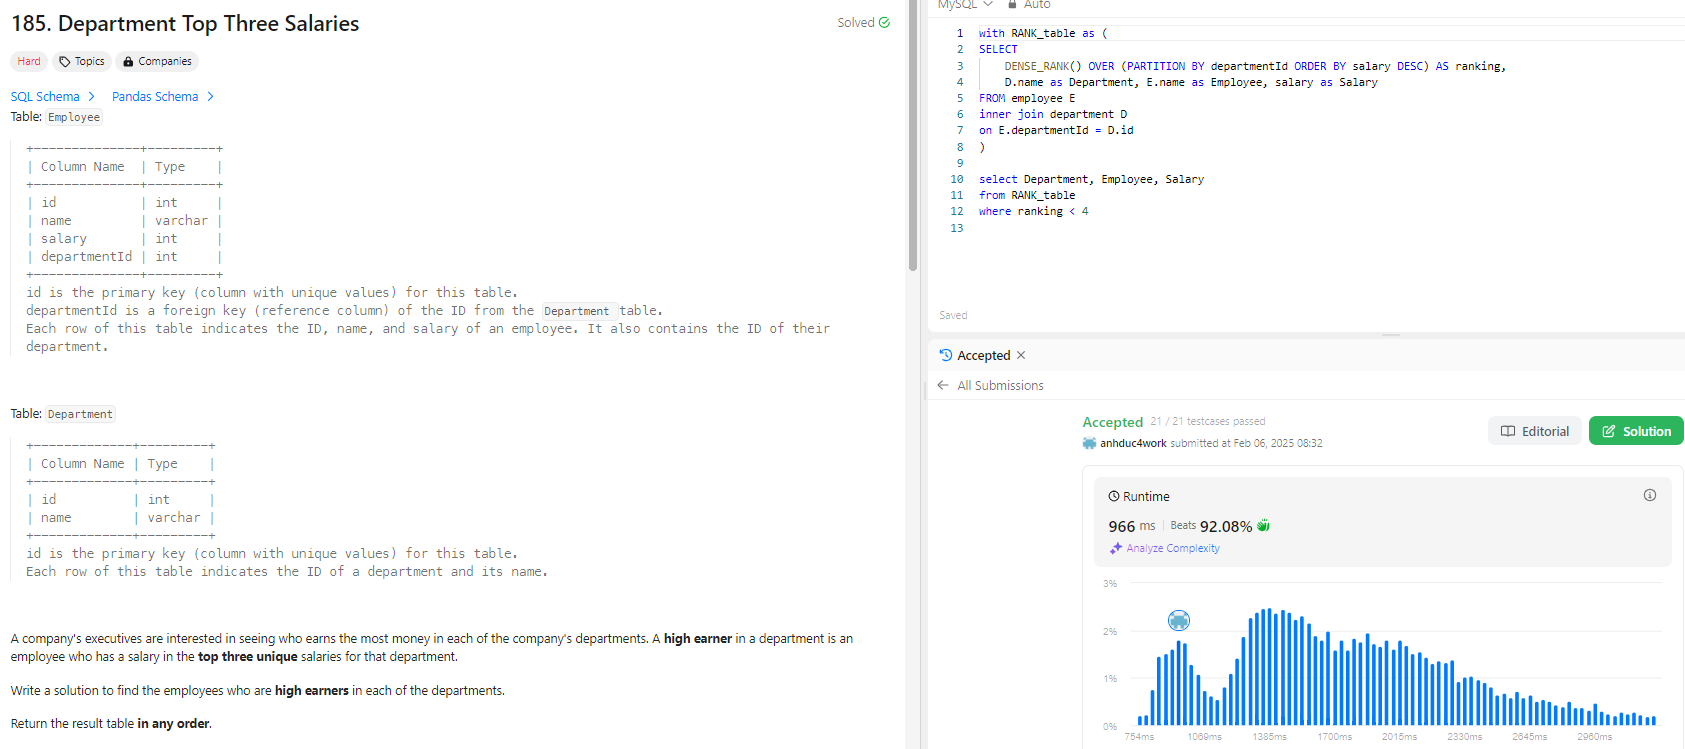 185. Department Top Three Salaries
Solved
Hard
Topics
Companies
SQL Schema >
Pandas Schema >
Table: Employee
+--------------+---------+
| Column Name  | Type    |
+--------------+---------+
| id           | int     |
| name         | varchar |
| salary       | int     |
| departmentId | int     |
+--------------+---------+
id is the primary key (column with unique values) for this table.
departmentId is a foreign key (reference column) of the ID from the Department table.
Each row of this table indicates the ID, name, and salary of an employee. It also contains the ID of their
department.
Table: Department
+-------------+---------+
| Column Name | Type    |
+-------------+---------+
| id          | int     |
| name        | varchar |
+-------------+---------+
id is the primary key (column with unique values) for this table.
Each row of this table indicates the ID of a department and its name.
A company's executives are interested in seeing who earns the most money in each of the company's departments. A high earner in a department is an
employee who has a salary in the top three unique salaries for that department.
Write a solution to find the employees who are high earners in each of the departments.
Return the result table in any order.
MySQL
Auto
1 with RANK_table as (
2 SELECT
3     DENSE_RANK() OVER (PARTITION BY departmentId ORDER BY salary DESC) AS ranking,
4     D.name as Department, E.name as Employee, salary as Salary
5 FROM employee E
6 inner join department D
7 on E.departmentId = D.id
8 )
9
10 select Department, Employee, Salary
11 from RANK_table
12 where ranking < 4
13
Saved
Accepted ×
← All Submissions
Accepted 21 / 21 testcases passed
anhduc4work submitted at Feb 06, 2025 08:32
Editorial
Solution
Runtime
966 ms | Beats 92.08%
Analyze Complexity
3%
2%
1%
0%
754ms 1069ms 1385ms 1700ms 2015ms 2330ms 2645ms 2960ms